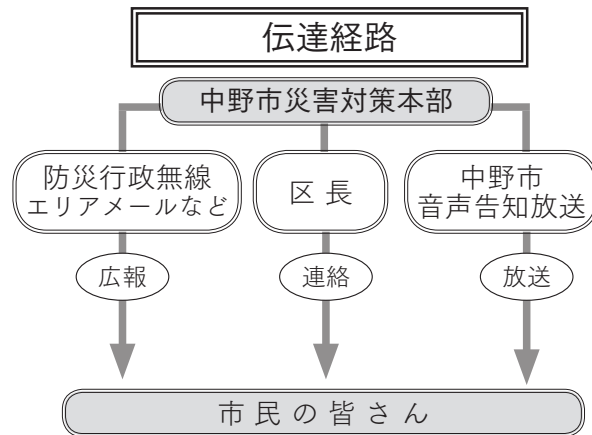 伝達経路
中野市災害対策本部
防災行政無線
エリアメールなど
区長
中野市
音声告知放送
広報
連絡
放送
市民の皆さん